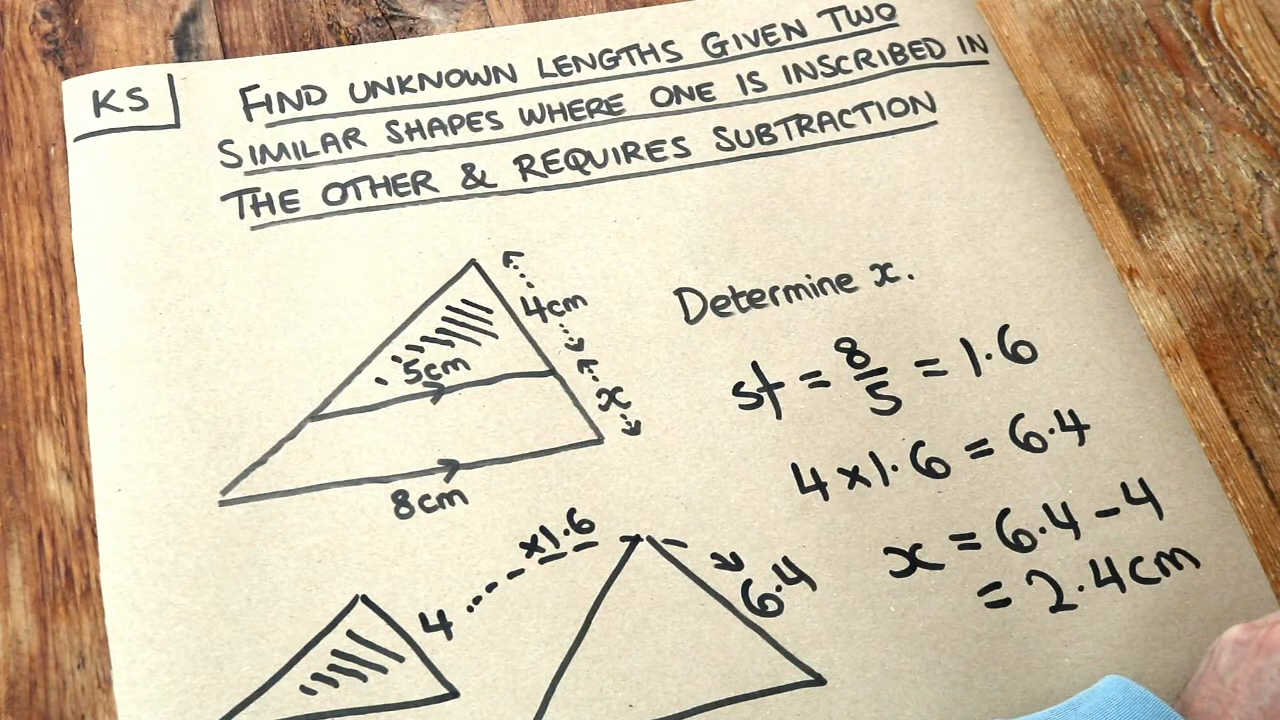 KS
FIND UNKNOWN LENGTHS GIVEN TWO
SIMILAR SHAPES WHERE ONE IS INSCRIBED IN
THE OTHER & REQUIRES SUBTRACTION
4cm
5cm
x
8cm
Determine x.
sf = 8/5 = 1.6
4 x 1.6 = 6.4
x = 6.4 - 4
= 2.4cm
x1.6
4
6.4